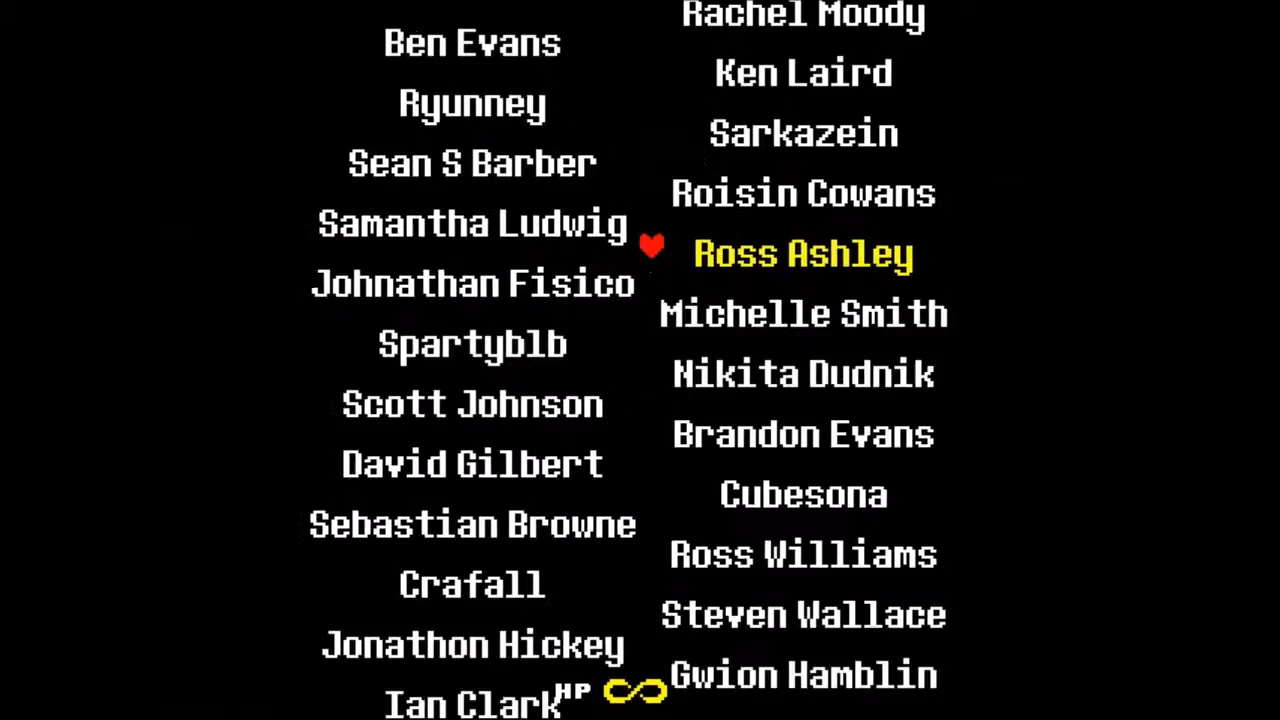 Ben Evans
Ryunney
Sean S Barber
Samantha Ludwig
Johnathan Fisico
Spartyblb
Scott Johnson
David Gilbert
Sebastian Browne
Crafall
Jonathon Hickey
Ian Clark
Rachel Moody
Ken Laird
Sarkazein
Roisin Cowans
Ross Ashley
Michelle Smith
Nikita Dudnik
Brandon Evans
Cubesona
Ross Williams
Steven Wallace
Gwion Hamblin
HP ∞